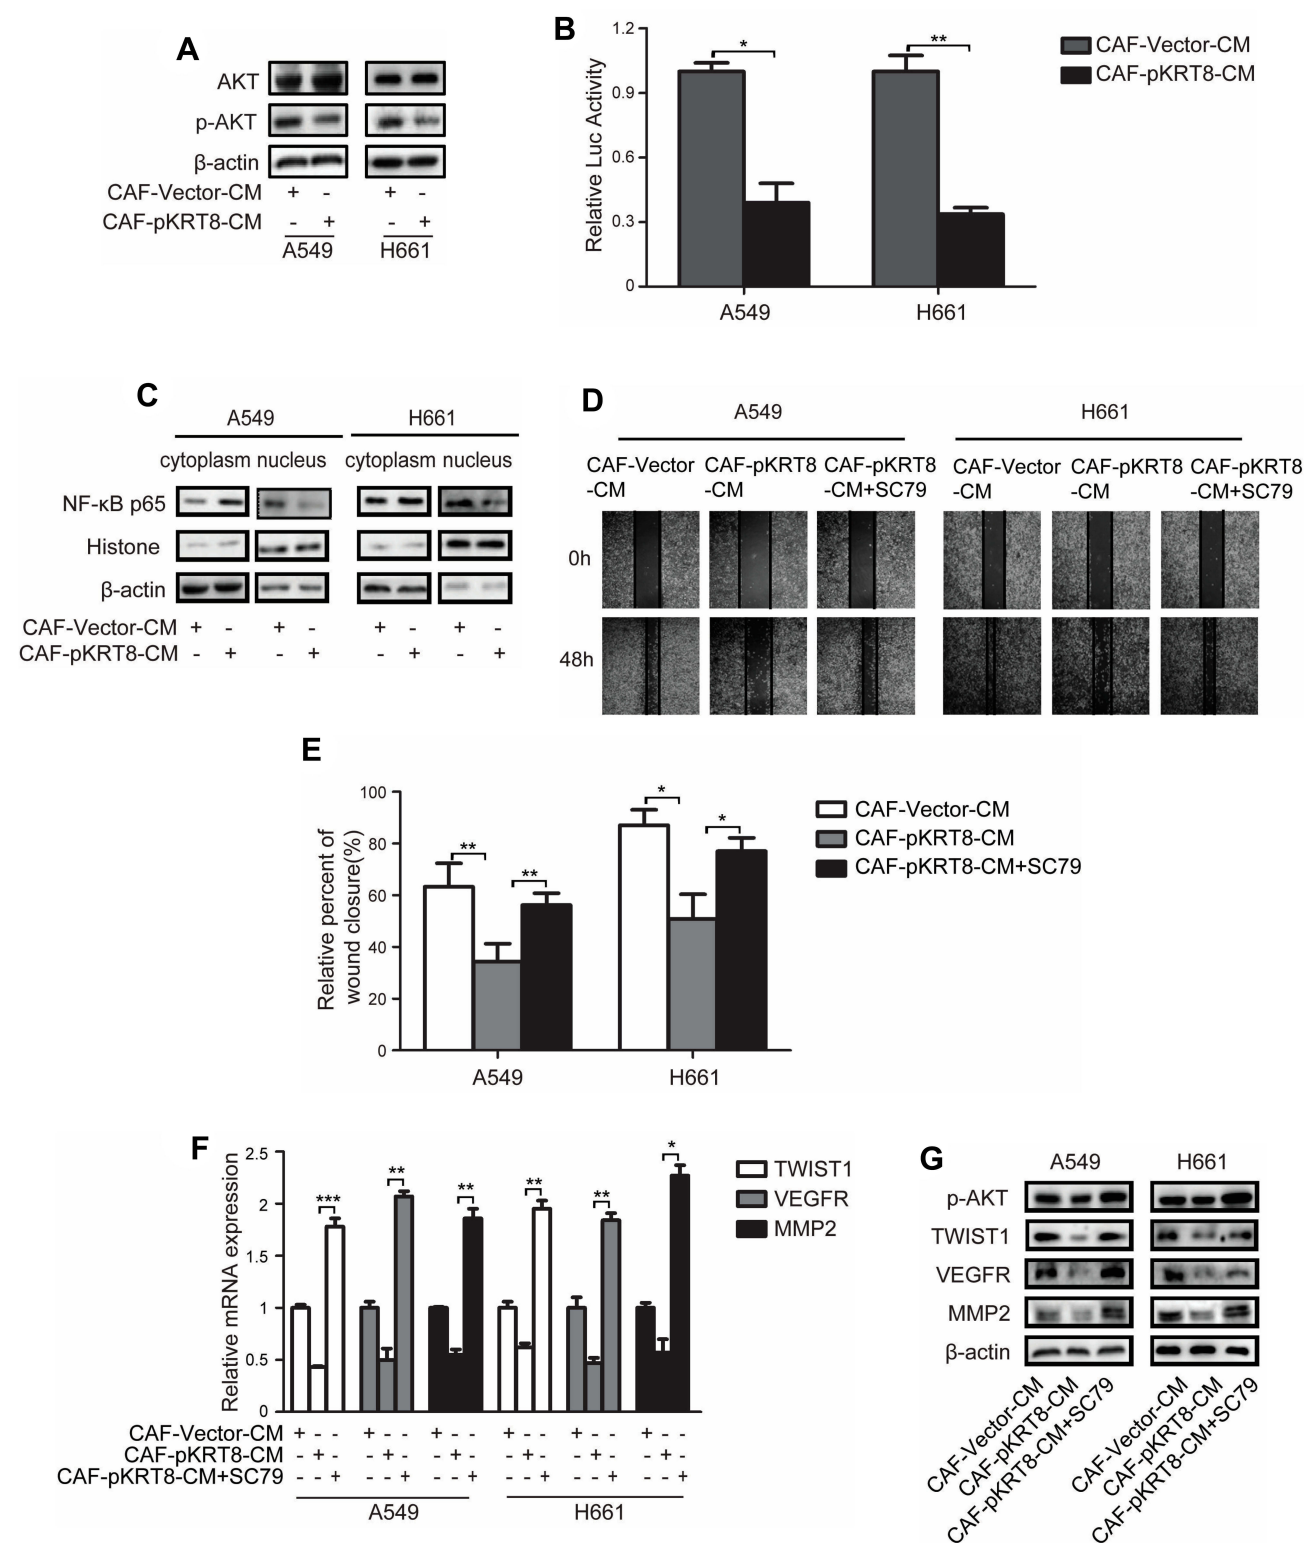 A
AKT
p-AKT
β-actin
CAF-Vector-CM + - + -
CAF-pKRT8-CM - + - +
A549 H661
B
Relative Luc Activity
1.2
0.9
0.6
0.3
0
* **
A549 H661
CAF-Vector-CM
CAF-pKRT8-CM
C
A549 H661
cytoplasm nucleus cytoplasm nucleus
NF-κB p65
Histone
β-actin
CAF-Vector-CM + - + - + - + -
CAF-pKRT8-CM - + - + - + - +
D
A549 H661
CAF-Vector
-CM
CAF-pKRT8
-CM
CAF-pKRT8
-CM+SC79
CAF-Vector
-CM
CAF-pKRT8
-CM
CAF-pKRT8
-CM+SC79
0h
48h
E
Relative percent of
wound closure(%)
100
80
60
40
20
0
** ** * *
A549 H661
CAF-Vector-CM
CAF-pKRT8-CM
CAF-pKRT8-CM+SC79
F
Relative mRNA expression
2.5
2
1.5
1
0.5
0
*** ** ** ** ** *
TWIST1
VEGFR
MMP2
CAF-Vector-CM + - - + - - + - - + - - + - - + - -
CAF-pKRT8-CM - + - - + - - + - - + - - + - - + -
CAF-pKRT8-CM+SC79 - - + - - + - - + - - + - - + - - +
A549 H661
G
A549 H661
p-AKT
TWIST1
VEGFR
MMP2
β-actin
CAF-Vector-CM
CAF-pKRT8-CM
CAF-pKRT8-CM+SC79
CAF-Vector-CM
CAF-pKRT8-CM
CAF-pKRT8-CM+SC79